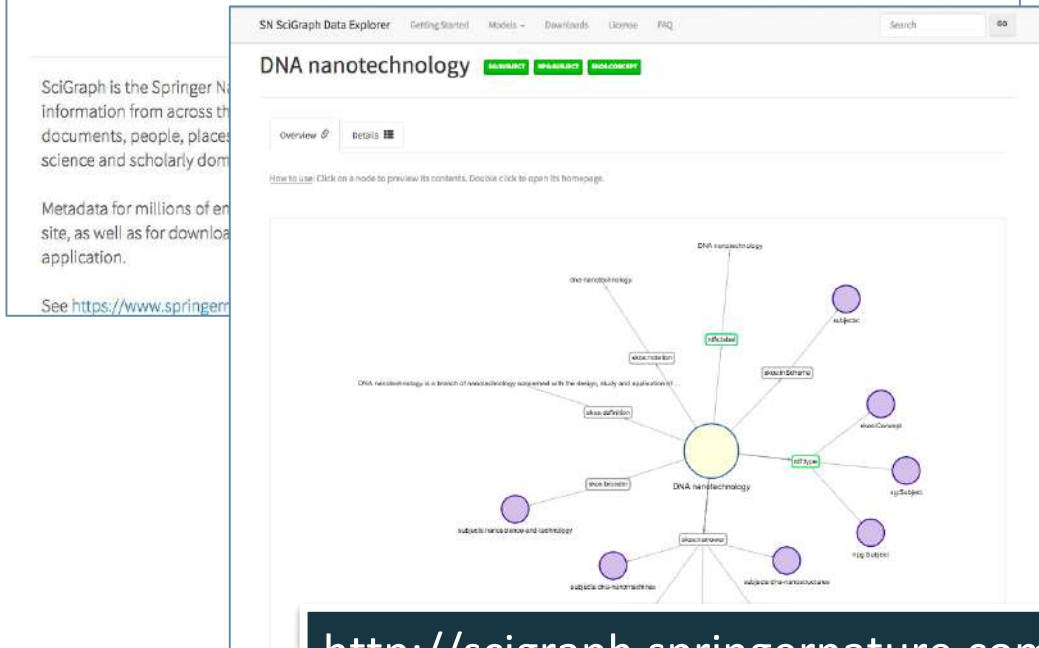 SciGraph is the Springer Na
information from across th
documents, people, places
science and scholarly dom
Metadata for millions of en
site, as well as for downloa
application.
See https://www.springern
SN SciGraph Data Explorer Getting Started Models Downloads License FAQ Search GO
DNA nanotechnology SG:SUBJECT NPG:SUBJECT SKOS:CONCEPT
Overview Details
How to use: Click on a node to preview its contents. Double click to open its homepage.
DNA nanotechnology
dna-nanotechnology
subjects:
rdfs:label
skos:notation
skos:inScheme
DNA nanotechnology is a branch of nanotechnology concerned with the design, study and application of...
skos:definition
skos:Concept
rdf:type
DNA nanotechnology
skos:broader
sg:Subject
subjects:nanoscience-and-technology
skos:narrower
npg:Subject
subjects:dna-nanomachines
subjects:dna-nanostructures
http://scigraph.springernature.com